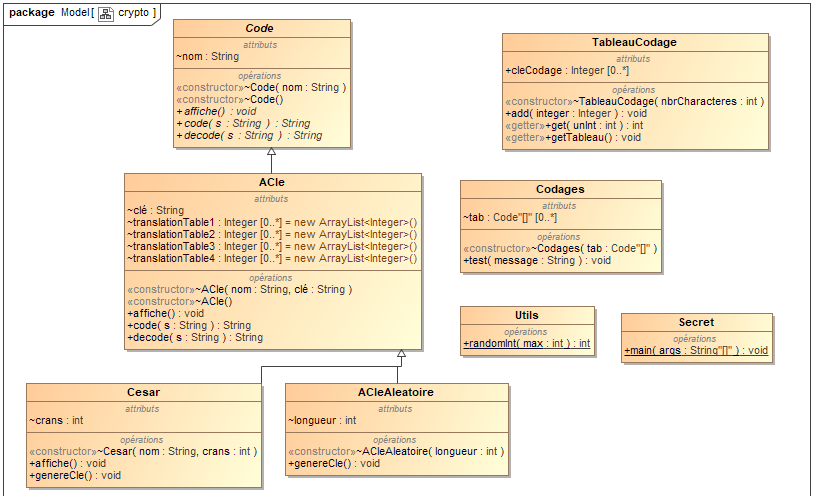 package Model[ crypto ]
Code
attributs
~nom : String
opérations
«constructor»~Code( nom : String )
«constructor»~Code()
+affiche() : void
+code( s : String ) : String
+decode( s : String ) : String
TableauCodage
attributs
+cleCodage : Integer [0..*]
opérations
«constructor»~TableauCodage( nbrCharacteres : int )
+add( integer : Integer ) : void
«getter»+get( unInt : int ) : int
«getter»+getTableau() : void
ACle
attributs
~clé : String
~translationTable1 : Integer [0..*] = new ArrayList<Integer>()
~translationTable2 : Integer [0..*] = new ArrayList<Integer>()
~translationTable3 : Integer [0..*] = new ArrayList<Integer>()
~translationTable4 : Integer [0..*] = new ArrayList<Integer>()
opérations
«constructor»~ACle( nom : String, clé : String )
«constructor»~ACle()
+affiche() : void
+code( s : String ) : String
+decode( s : String ) : String
Codages
attributs
~tab : Code"[]" [0..*]
opérations
«constructor»~Codages( tab : Code"[]" )
+test( message : String ) : void
Utils
opérations
+randomInt( max : int ) : int
Secret
opérations
+main( args : String"[]" ) : void
Cesar
attributs
~crans : int
opérations
«constructor»~Cesar( nom : String, crans : int )
+affiche() : void
+genereCle() : void
ACleAleatoire
attributs
~longueur : int
opérations
«constructor»~ACleAleatoire( longueur : int )
+genereCle() : void